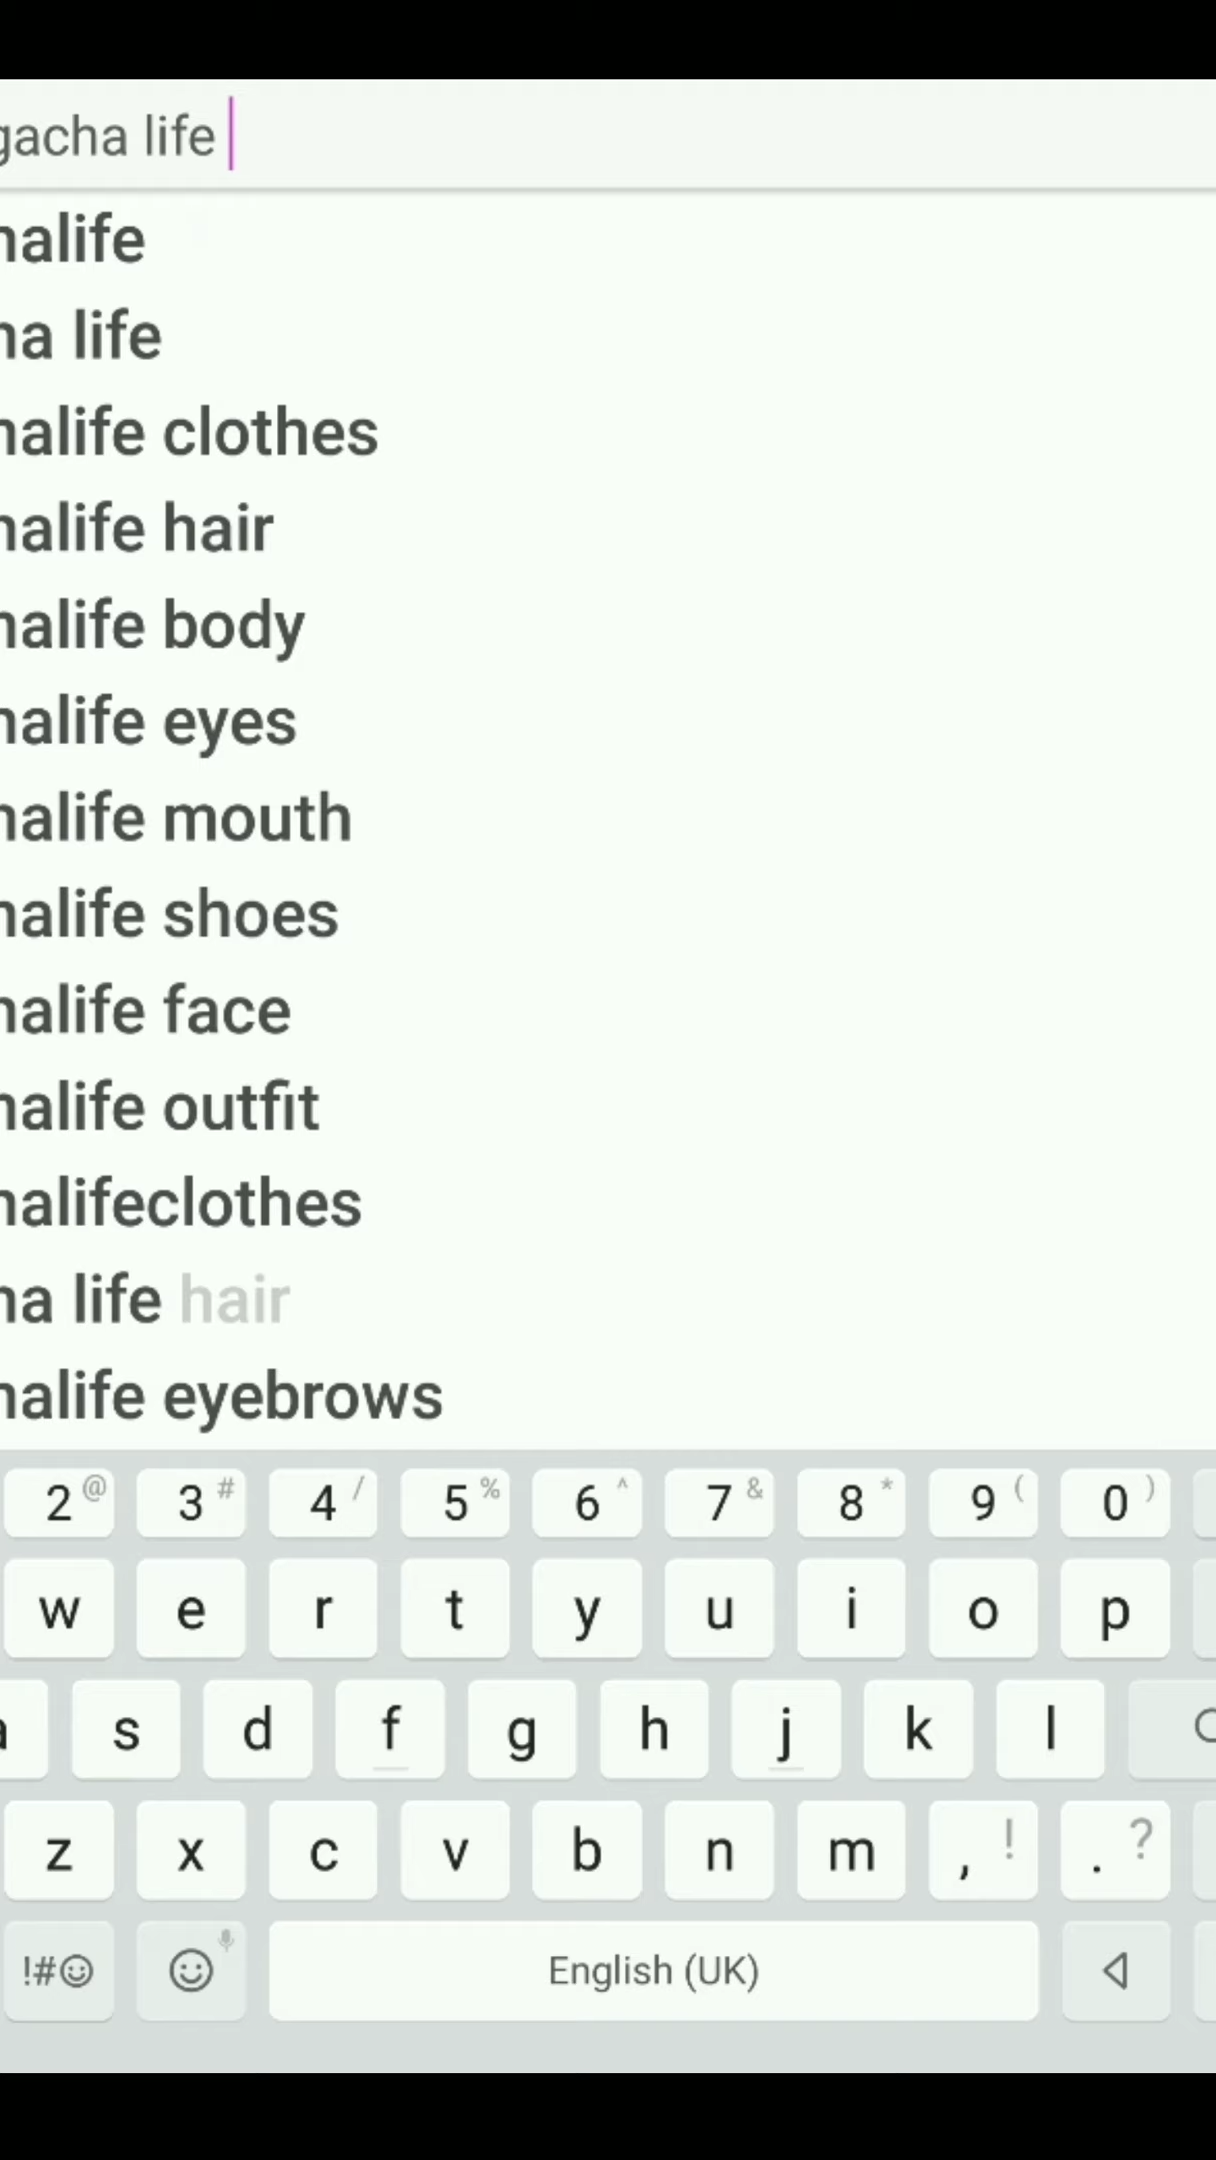 gacha life
halife
ha life
halife clothes
halife hair
halife body
halife eyes
halife mouth
halife shoes
halife face
halife outfit
halifeclothes
ha life hair
halife eyebrows
2 @ 3 # 4 / 5 % 6 ^ 7 & 8 * 9 ( 0 )
w e r t y u i o p
a s d f g h j k l
z x c v b n m , ! . ?
!#☺ English (UK)